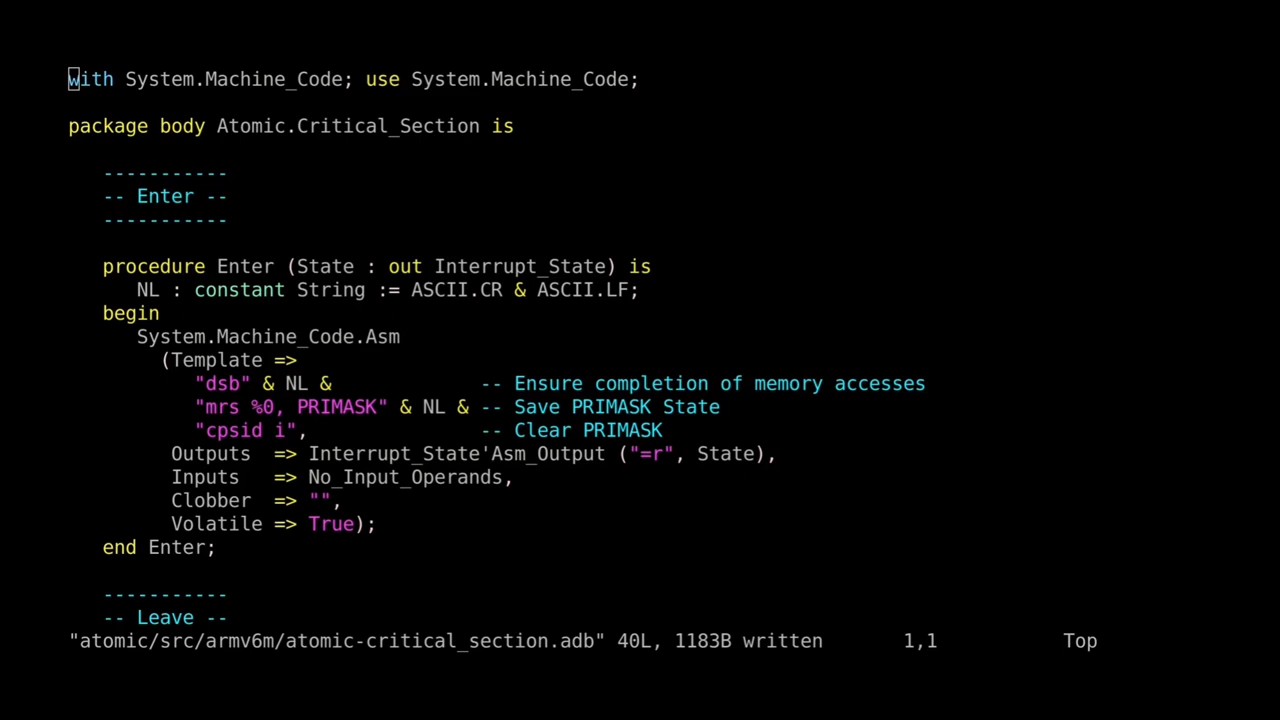 with System.Machine_Code; use System.Machine_Code;
package body Atomic.Critical_Section is
-----------
-- Enter --
-----------
procedure Enter (State : out Interrupt_State) is
NL : constant String := ASCII.CR & ASCII.LF;
begin
System.Machine_Code.Asm
(Template =>
"dsb" & NL & -- Ensure completion of memory accesses
"mrs %0, PRIMASK" & NL & -- Save PRIMASK State
"cpsid i", -- Clear PRIMASK
Outputs => Interrupt_State'Asm_Output ("=r", State),
Inputs => No_Input_Operands,
Clobber => "",
Volatile => True);
end Enter;
-----------
-- Leave --
"atomic/src/armv6m/atomic-critical_section.adb" 40L, 1183B written 1,1 Top